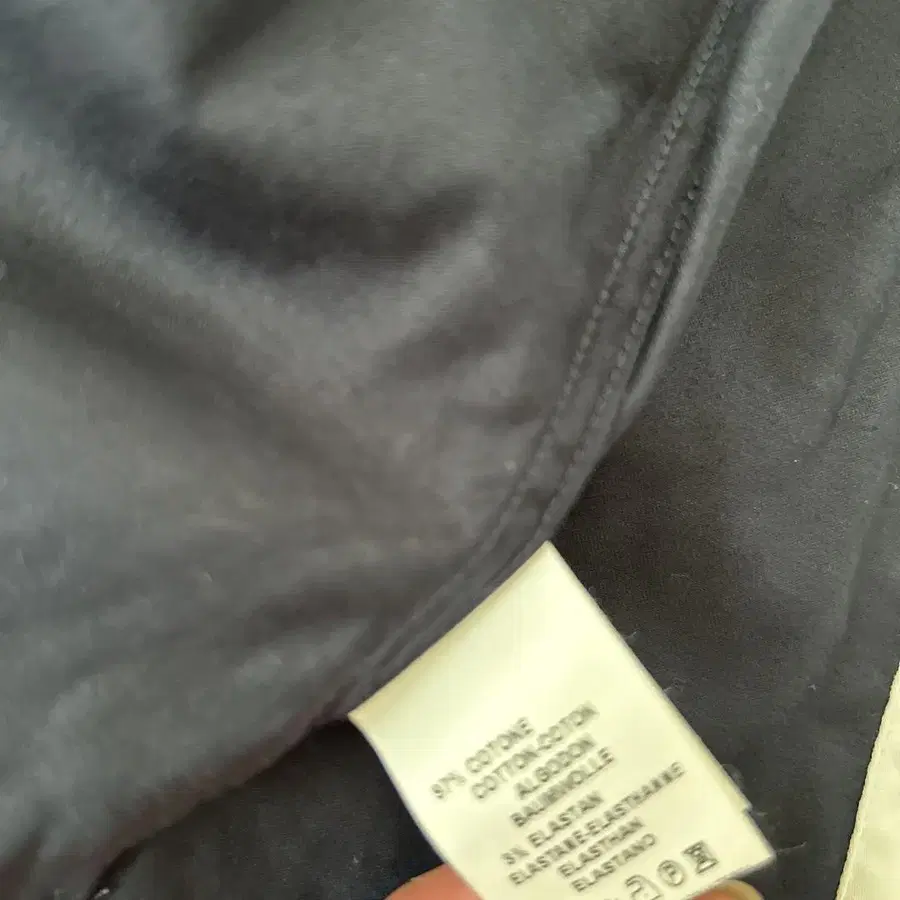 97% COTONE
COTTON-COTON
ALGODON
BAUMWOLLE
3% ELASTAN
ELASTANE-ELASTHANNE
ELASTHAN
ELASTANO